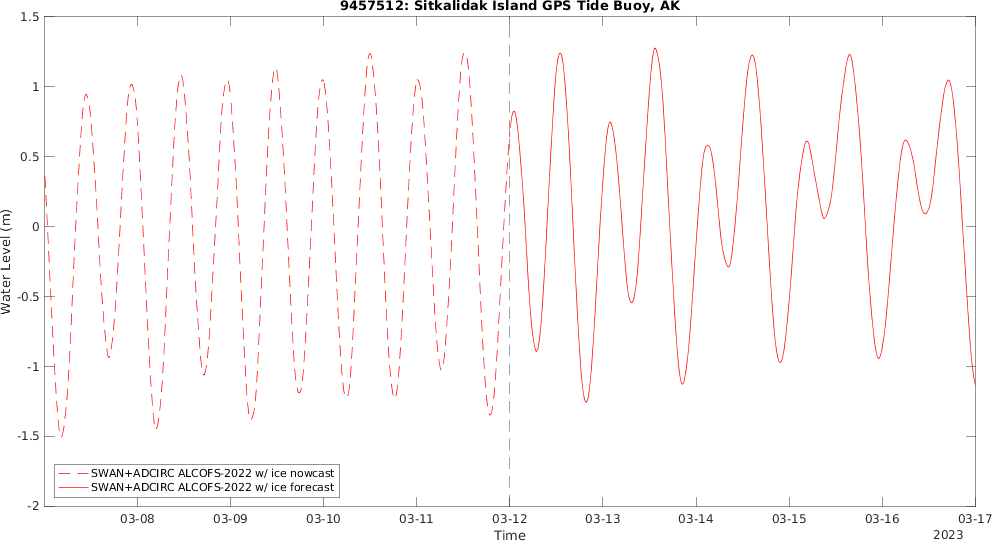 9457512: Sitkalidak Island GPS Tide Buoy, AK
1.5
1
0.5
0
-0.5
-1
-1.5
-2
Water Level (m)
SWAN+ADCIRC ALCOFS-2022 w/ ice nowcast
SWAN+ADCIRC ALCOFS-2022 w/ ice forecast
03-08 03-09 03-10 03-11 03-12 03-13 03-14 03-15 03-16 03-17
Time
2023